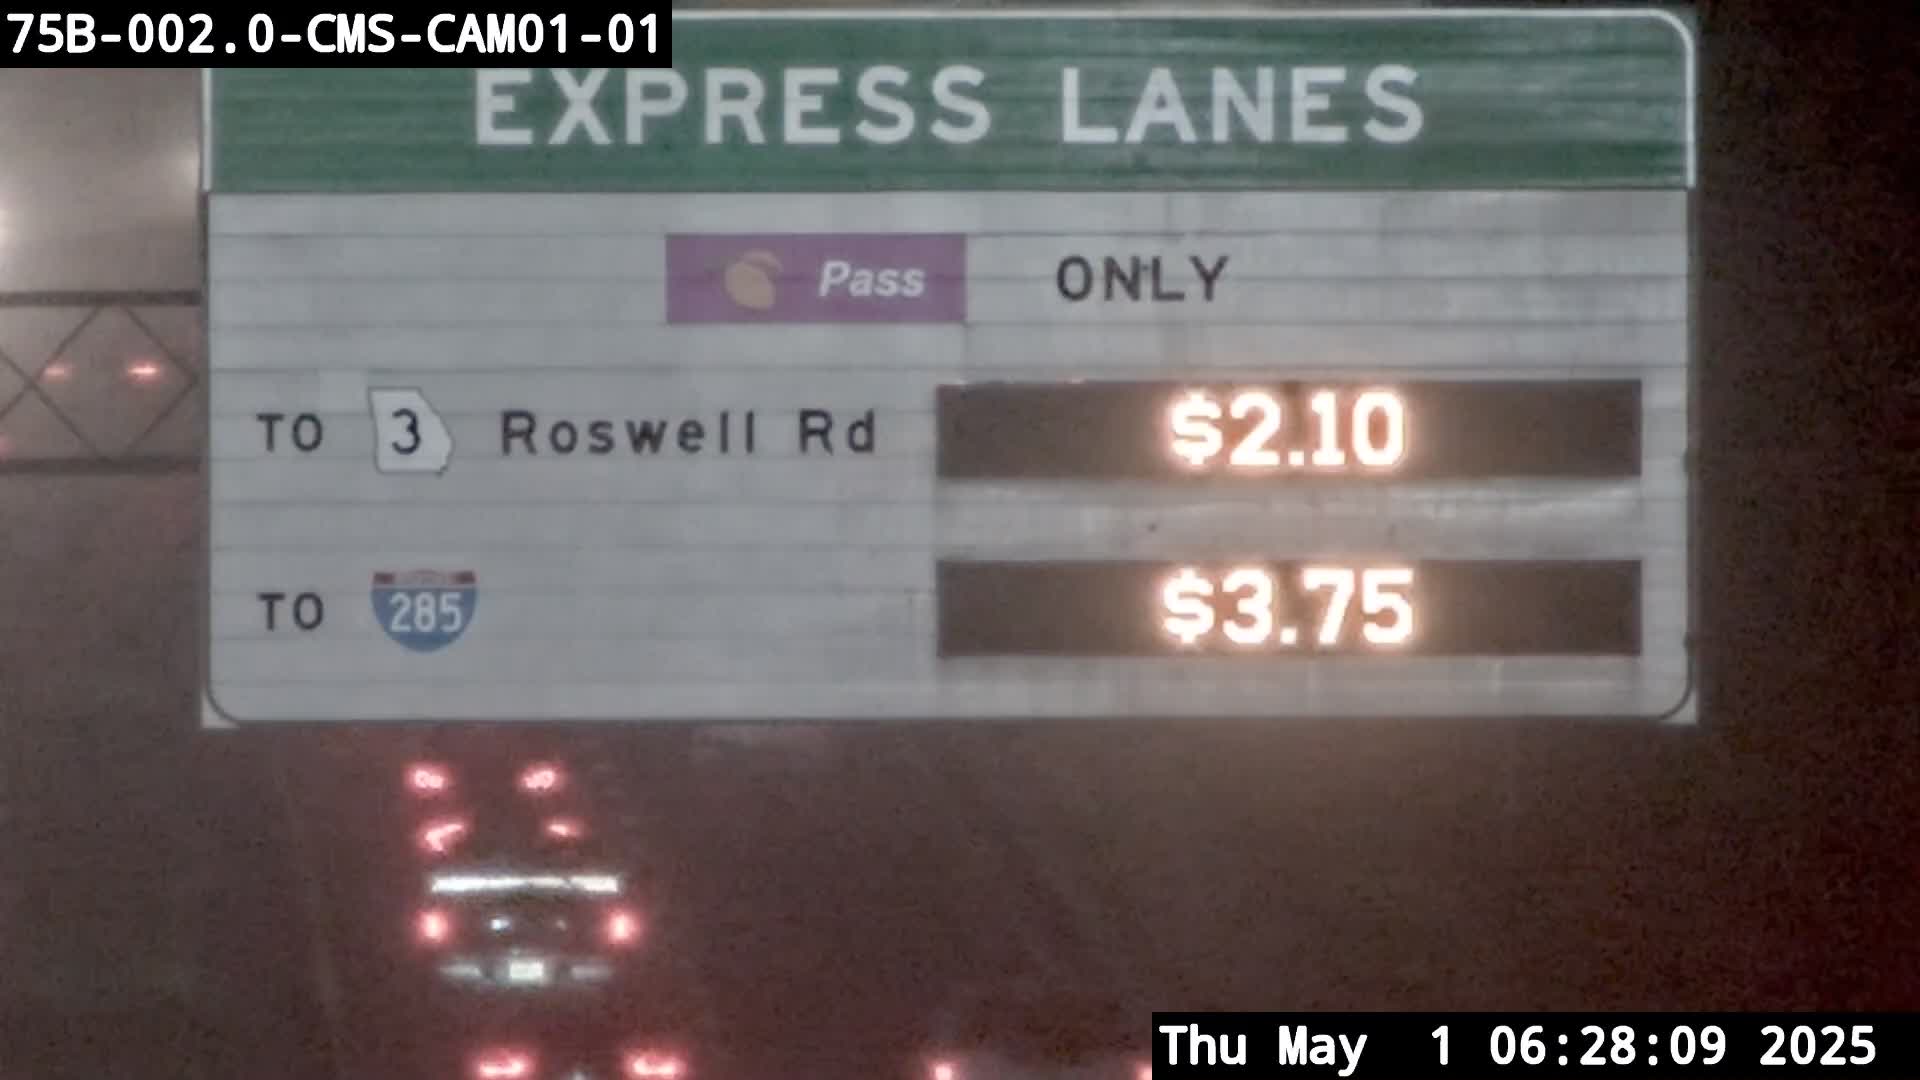 75B-002.0-CMS-CAM01-01
EXPRESS LANES
Pass ONLY
TO 3 Roswell Rd $2.10
TO 285 $3.75
Thu May 1 06:28:09 2025